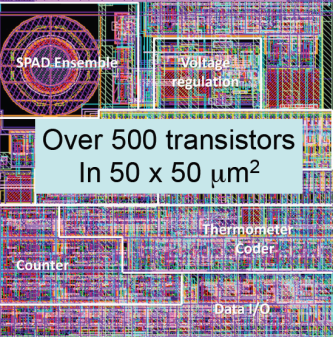 SPAD Ensemble
Voltage
regulation
Over 500 transistors
In 50 x 50 μm²
Thermometer
Coder
Counter
Data I/O